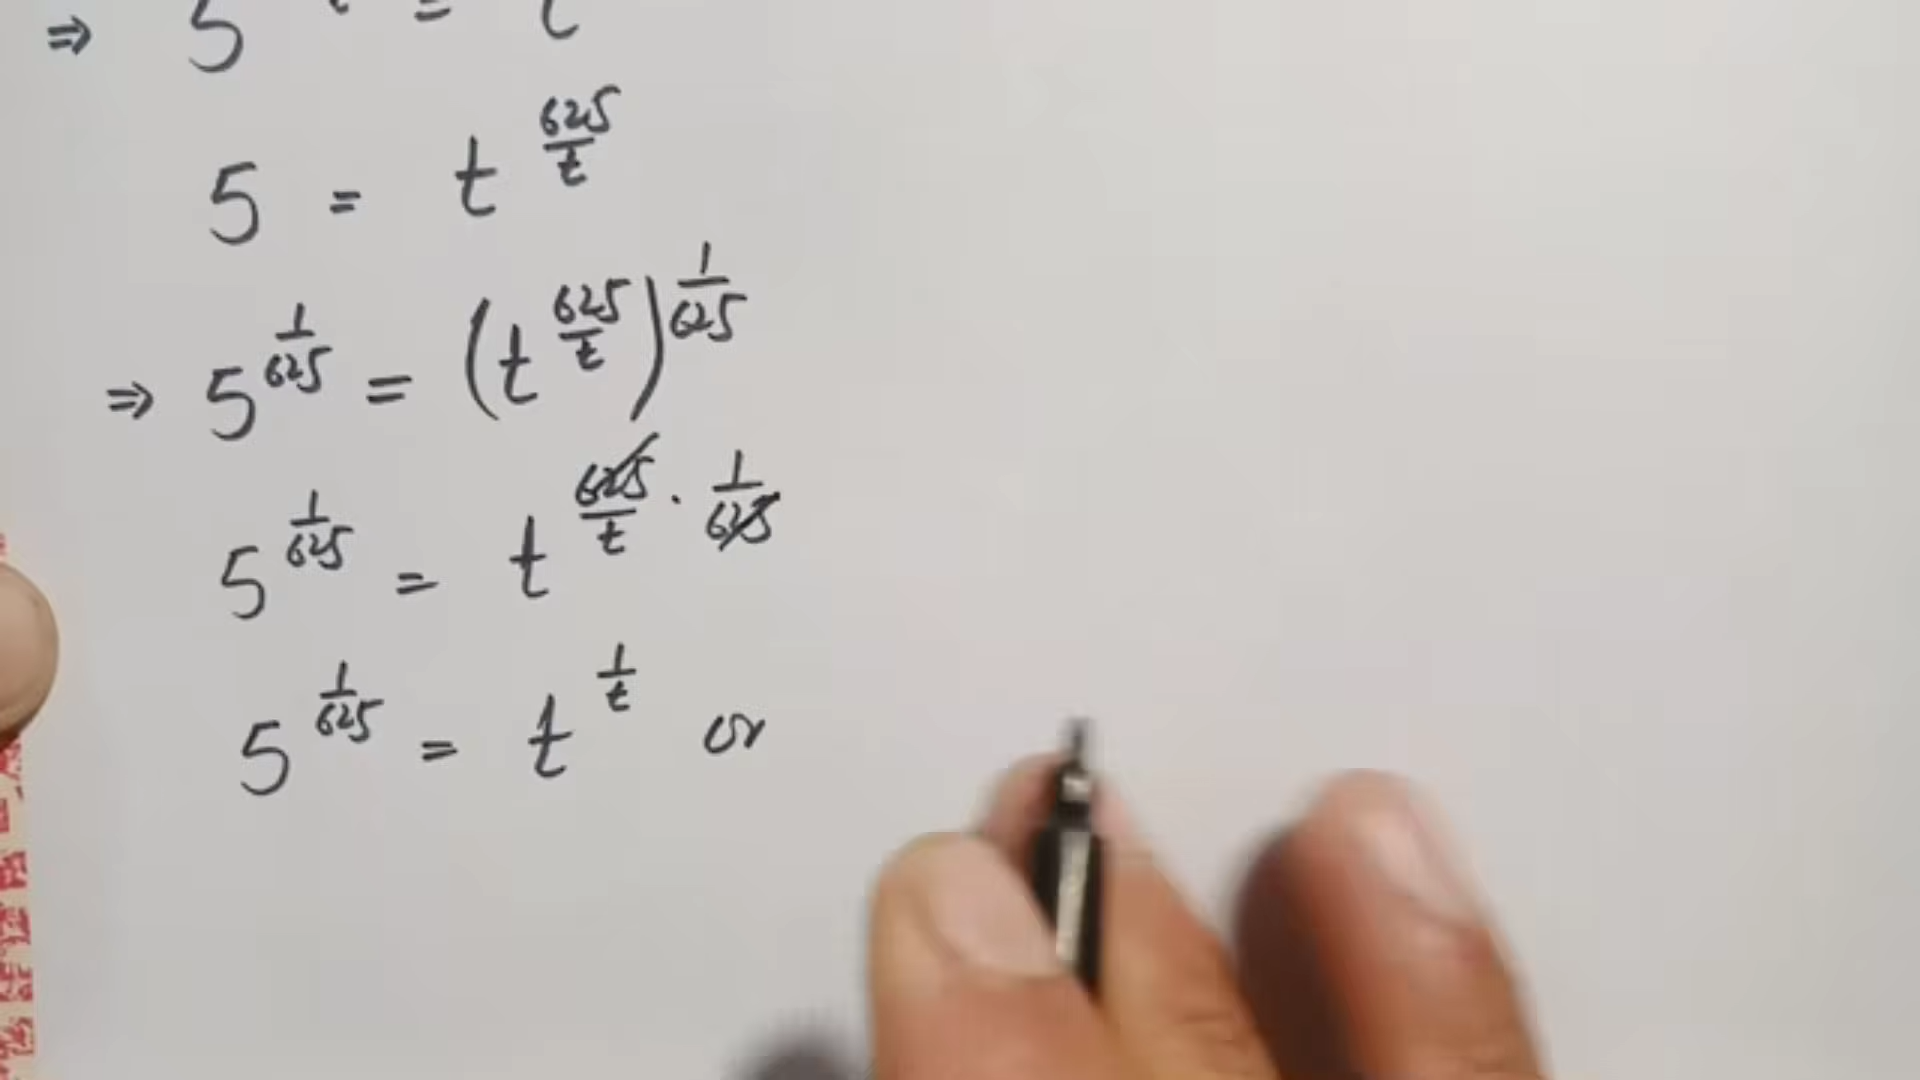 ⇒ 5 = t
5 = t^(625/t)
⇒ 5^(1/625) = (t^(625/t))^(1/625)
5^(1/625) = t^(625/t · 1/625)
5^(1/625) = t^(1/t) or